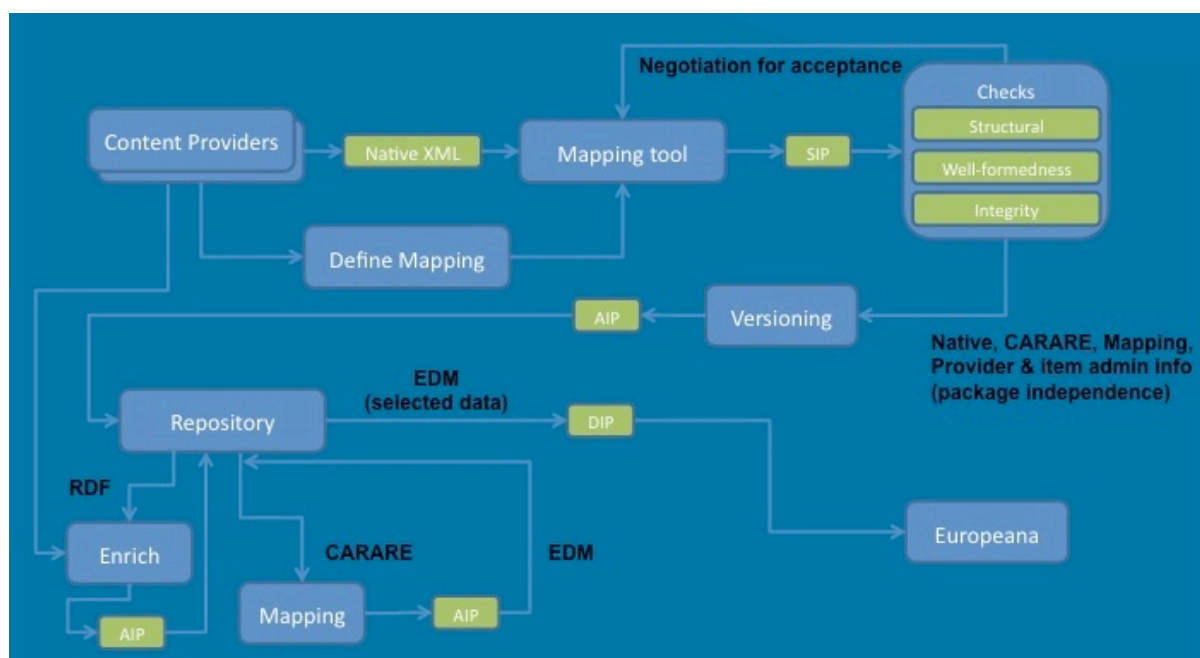 Negotiation for acceptance
Checks
Structural
Well-formedness
Integrity
Content Providers
Native XML
Mapping tool
SIP
Define Mapping
AIP
Versioning
Native, CARARE, Mapping,
Provider & item admin info
(package independence)
EDM
(selected data)
Repository
DIP
RDF
Enrich
CARARE
EDM
Europeana
Mapping
AIP
AIP